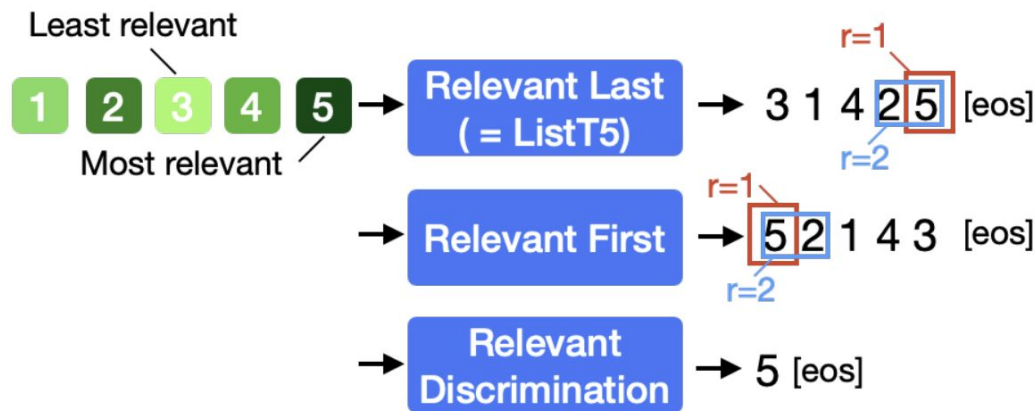 Least relevant
1 2 3 4 5
Most relevant
Relevant Last
( = ListT5)
r=1
3 1 4 2 5 [eos]
r=2
Relevant First
r=1
5 2 1 4 3 [eos]
r=2
Relevant
Discrimination
5 [eos]